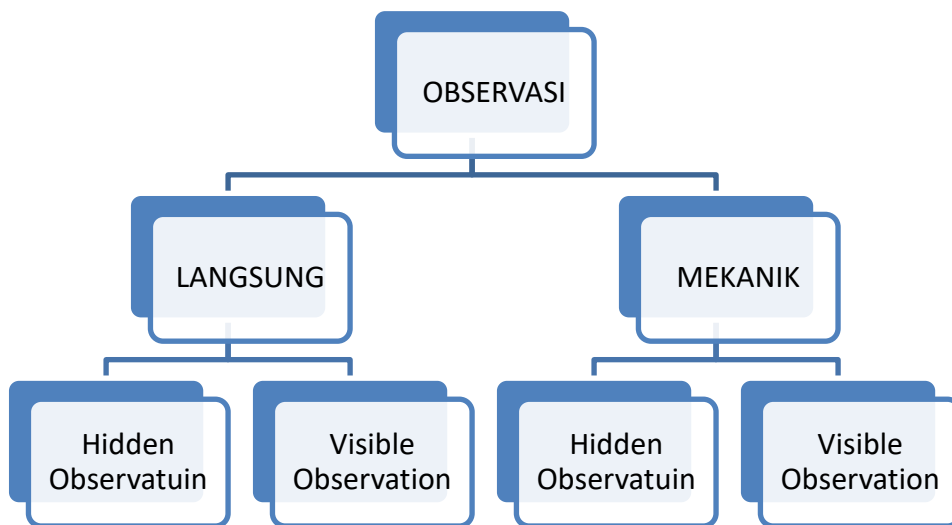 OBSERVASI
LANGSUNG
MEKANIK
Hidden
Observatuin
Visible
Observation
Hidden
Observatuin
Visible
Observation